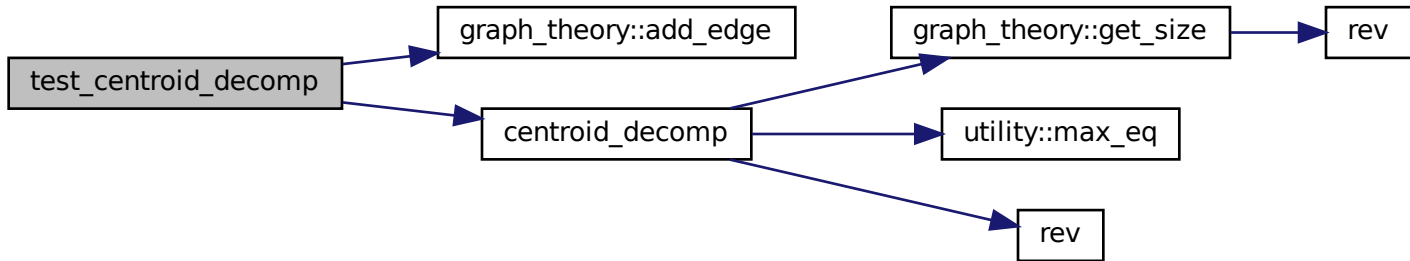 graph_theory::add_edge
graph_theory::get_size
rev
test_centroid_decomp
centroid_decomp
utility::max_eq
rev